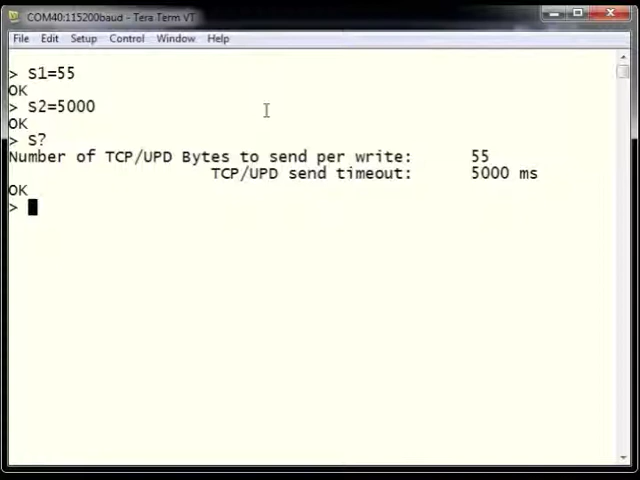 COM40:115200baud - Tera Term VT
File Edit Setup Control Window Help
> S1=55
OK
> S2=5000
OK
> S?
Number of TCP/UPD Bytes to send per write: 55
TCP/UPD send timeout: 5000 ms
OK
>